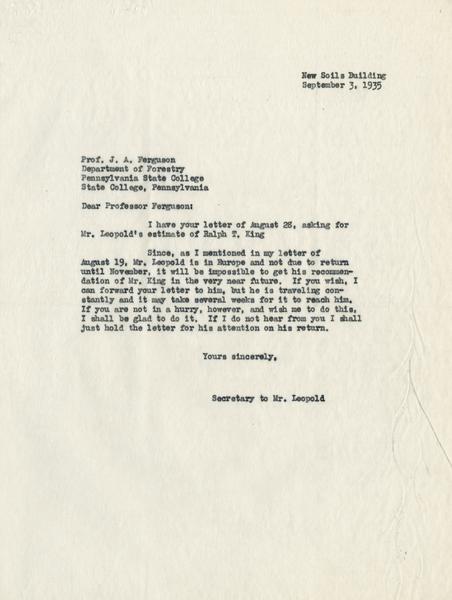 New Soils Building
September 3, 1935
Prof. J. A. Ferguson
Department of Forestry
Pennsylvania State College
State College, Pennsylvania
Dear Professor Ferguson:
I have your letter of August 28, asking for
Mr. Leopold's estimate of Ralph T. King
Since, as I mentioned in my letter of
August 19, Mr. Leopold is in Europe and not due to return
until November, it will be impossible to get his recommen-
dation of Mr. King in the very near future. If you wish, I
can forward your letter to him, but he is traveling con-
stantly and it may take several weeks for it to reach him.
If you are not in a hurry, however, and wish me to do this,
I shall be glad to do it. If I do not hear from you I shall
just hold the letter for his attention on his return.
Yours sincerely,
Secretary to Mr. Leopold